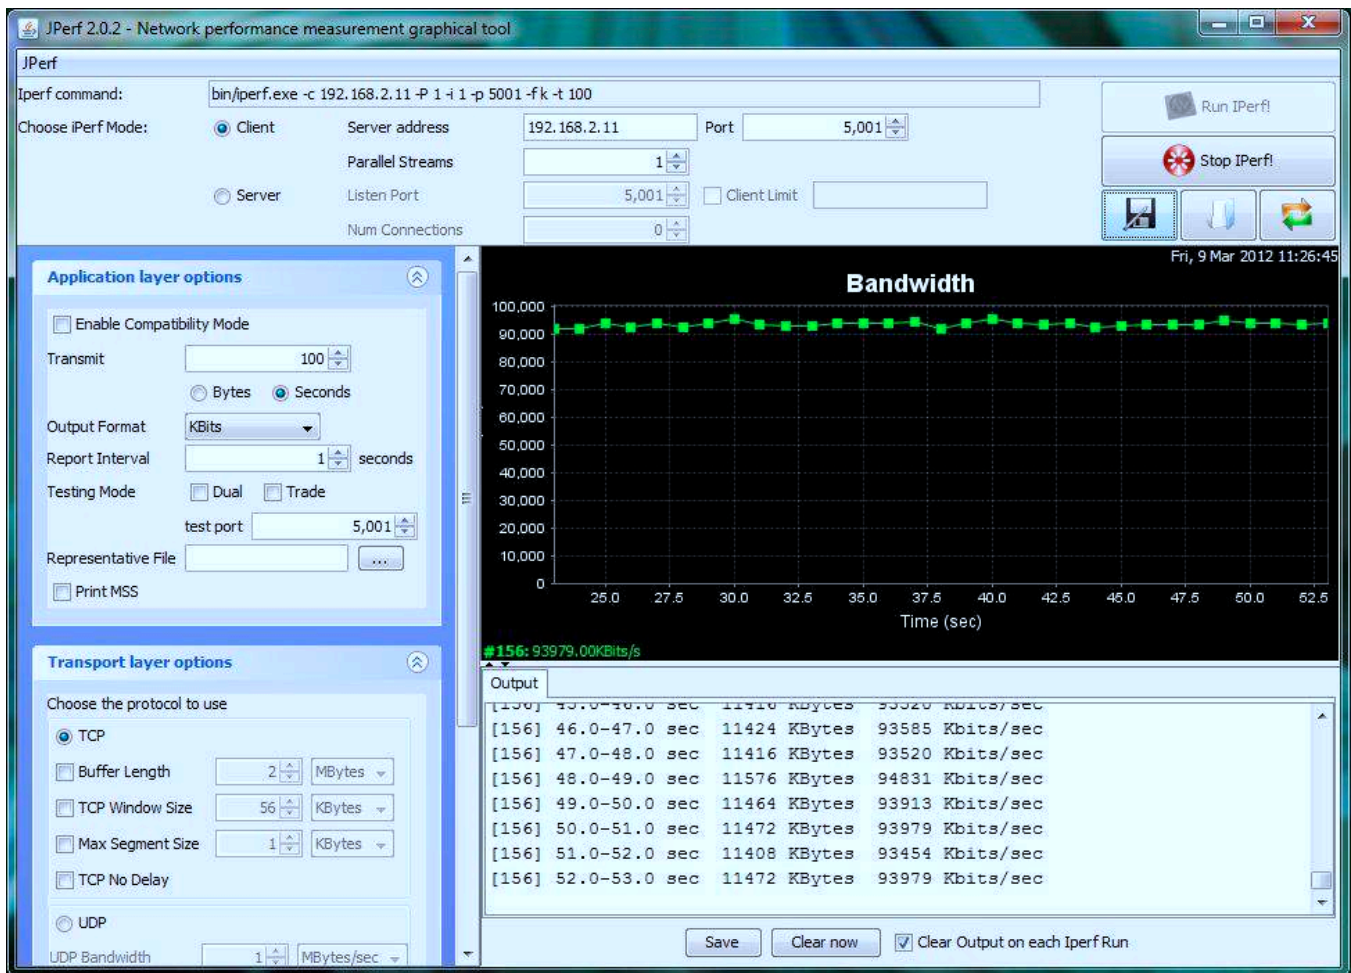 JPerf 2.0.2 - Network performance measurement graphical tool
JPerf
Iperf command: bin/iperf.exe -c 192.168.2.11 -P 1 -i 1 -p 5001 -f k -t 100
Run IPerf!
Choose iPerf Mode: Client Server address 192.168.2.11 Port 5,001
Parallel Streams 1
Stop IPerf!
Server Listen Port 5,001 Client Limit
Num Connections 0
Application layer options
Enable Compatibility Mode
Transmit 100
Bytes Seconds
Output Format KBits
Report Interval 1 seconds
Testing Mode Dual Trade
test port 5,001
Representative File ...
Print MSS
Transport layer options
Choose the protocol to use
TCP
Buffer Length 2 MBytes
TCP Window Size 56 KBytes
Max Segment Size 1 KBytes
TCP No Delay
UDP
UDP Bandwidth 1 MBytes/sec
Fri, 9 Mar 2012 11:26:45
Bandwidth
100,000
90,000
80,000
70,000
60,000
50,000
40,000
30,000
20,000
10,000
0
25.0 27.5 30.0 32.5 35.0 37.5 40.0 42.5 45.0 47.5 50.0 52.5
Time (sec)
#156: 93979.00KBits/s
Output
[156] 45.0-46.0 sec 11416 KBytes 93520 Kbits/sec
[156] 46.0-47.0 sec 11424 KBytes 93585 Kbits/sec
[156] 47.0-48.0 sec 11416 KBytes 93520 Kbits/sec
[156] 48.0-49.0 sec 11576 KBytes 94831 Kbits/sec
[156] 49.0-50.0 sec 11464 KBytes 93913 Kbits/sec
[156] 50.0-51.0 sec 11472 KBytes 93979 Kbits/sec
[156] 51.0-52.0 sec 11408 KBytes 93454 Kbits/sec
[156] 52.0-53.0 sec 11472 KBytes 93979 Kbits/sec
Save Clear now Clear Output on each Iperf Run